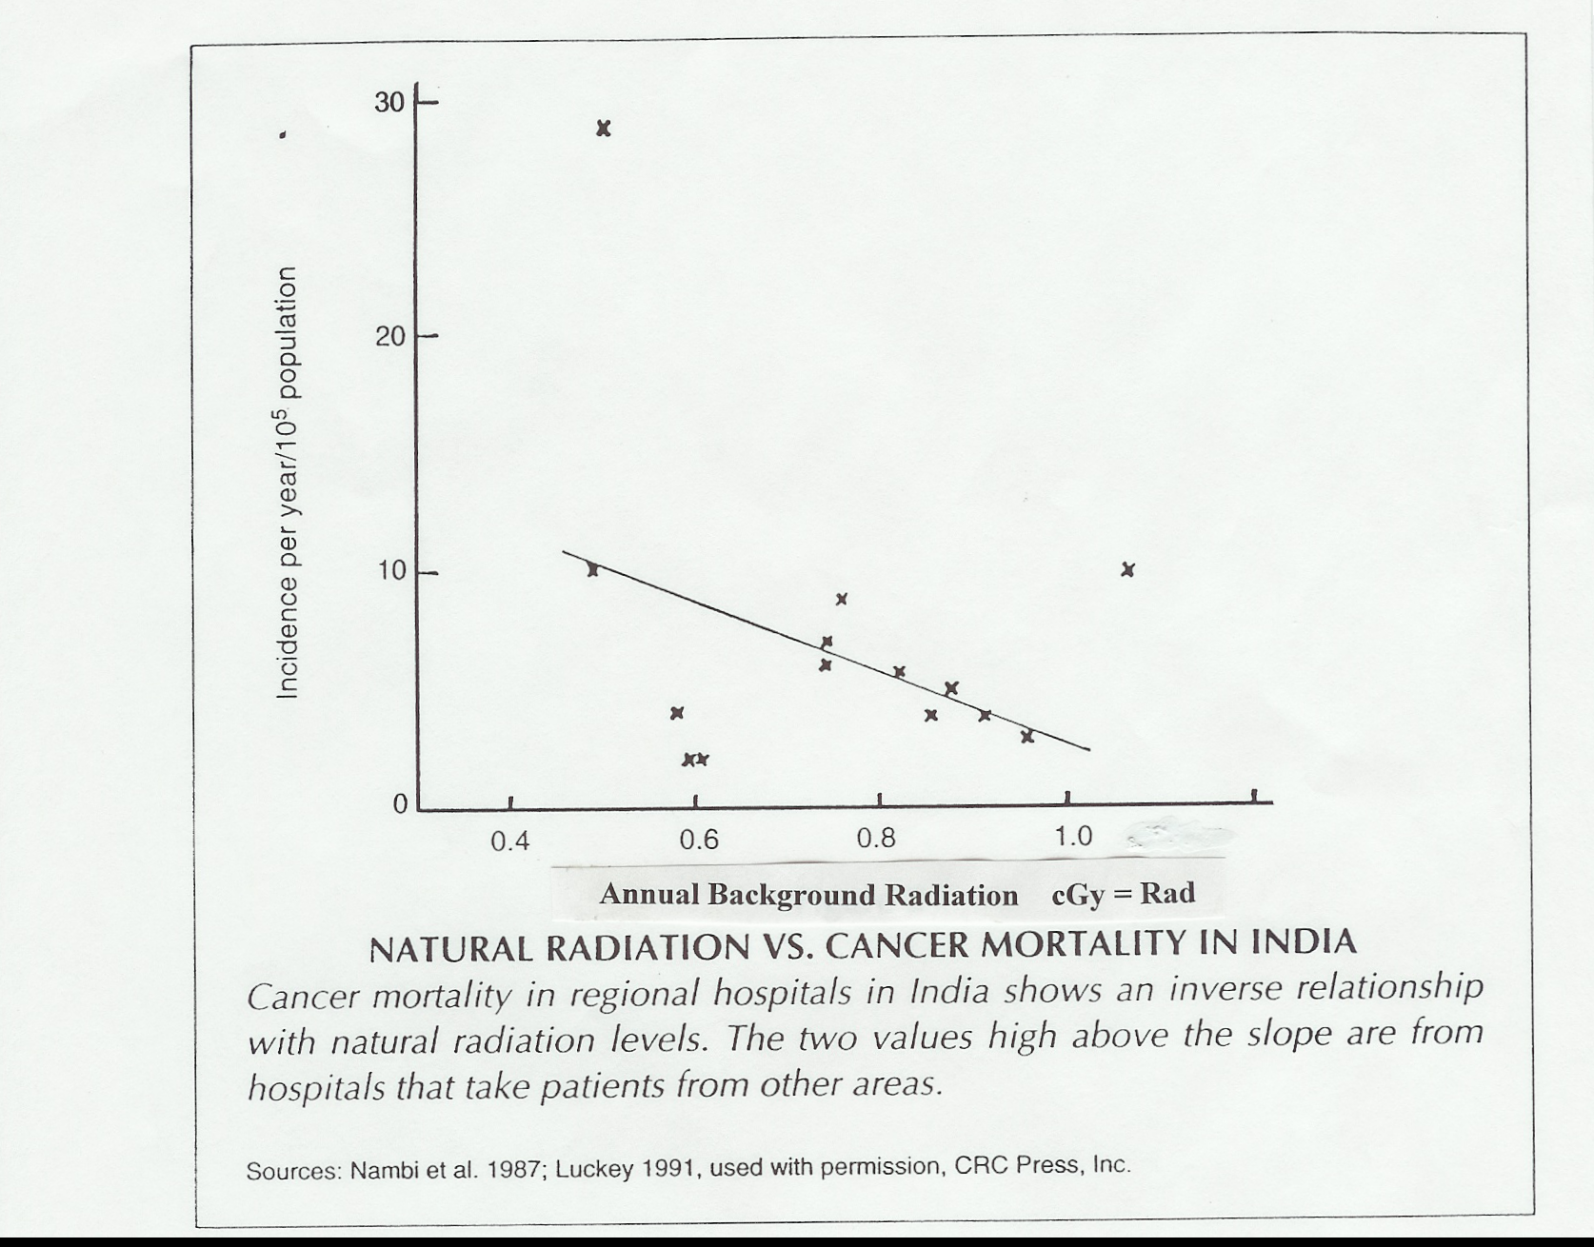 30
20
10
0
Incidence per year/10⁵ population
0.4 0.6 0.8 1.0
Annual Background Radiation cGy = Rad
NATURAL RADIATION VS. CANCER MORTALITY IN INDIA
Cancer mortality in regional hospitals in India shows an inverse relationship
with natural radiation levels. The two values high above the slope are from
hospitals that take patients from other areas.
Sources: Nambi et al. 1987; Luckey 1991, used with permission, CRC Press, Inc.